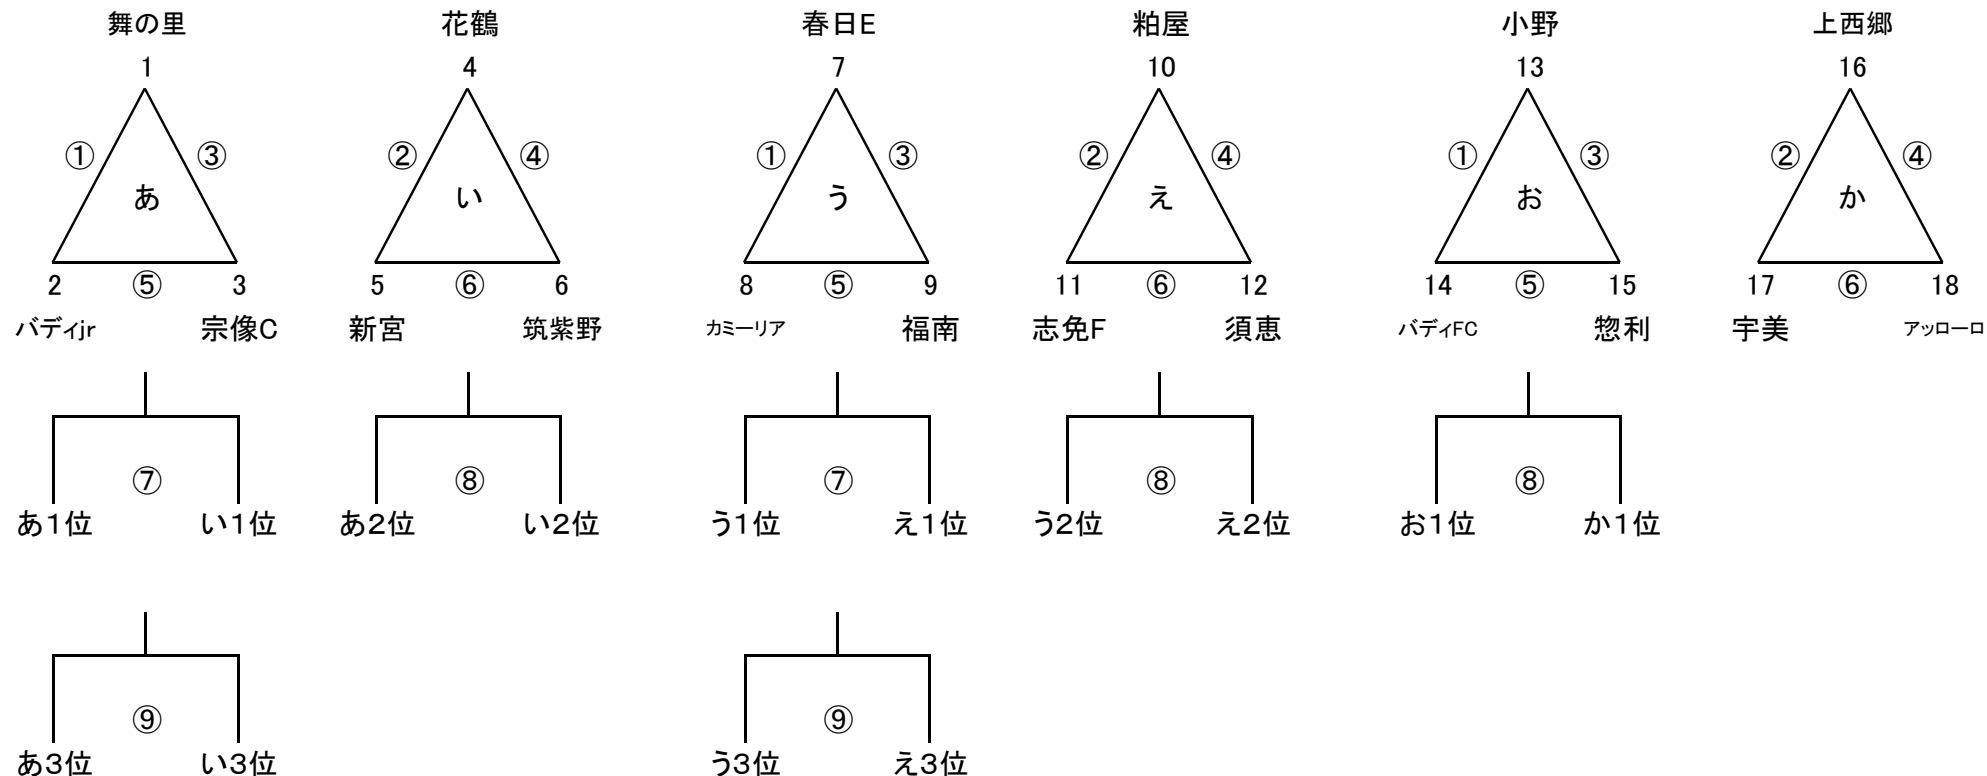 舞の里 花鶴 春日E 粕屋 小野 上西郷
1 4 7 10 13 16
① ③ ② ④ ① ③ ② ④ ① ③ ② ④
あ い う え お か
2 ⑤ 3 5 ⑥ 6 8 ⑤ 9 11 ⑥ 12 14 ⑤ 15 17 ⑥ 18
バディjr 宗像C 新宮 筑紫野 カミーリア 福南 志免F 須恵 バディFC 惣利 宇美 アッローロ
⑦ ⑧ ⑦ ⑧ ⑧
あ1位 い1位 あ2位 い2位 う1位 え1位 う2位 え2位 お1位 か1位
⑨ ⑨
あ3位 い3位 う3位 え3位